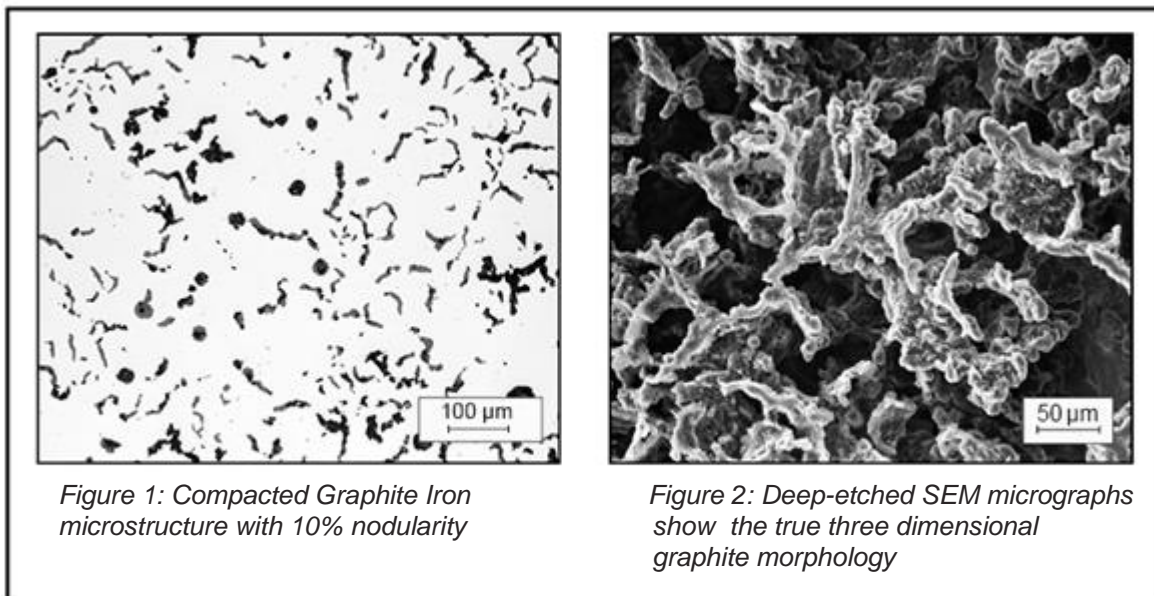 100 µm
50 µm
Figure 1: Compacted Graphite Iron
microstructure with 10% nodularity
Figure 2: Deep-etched SEM micrographs
show the true three dimensional
graphite morphology